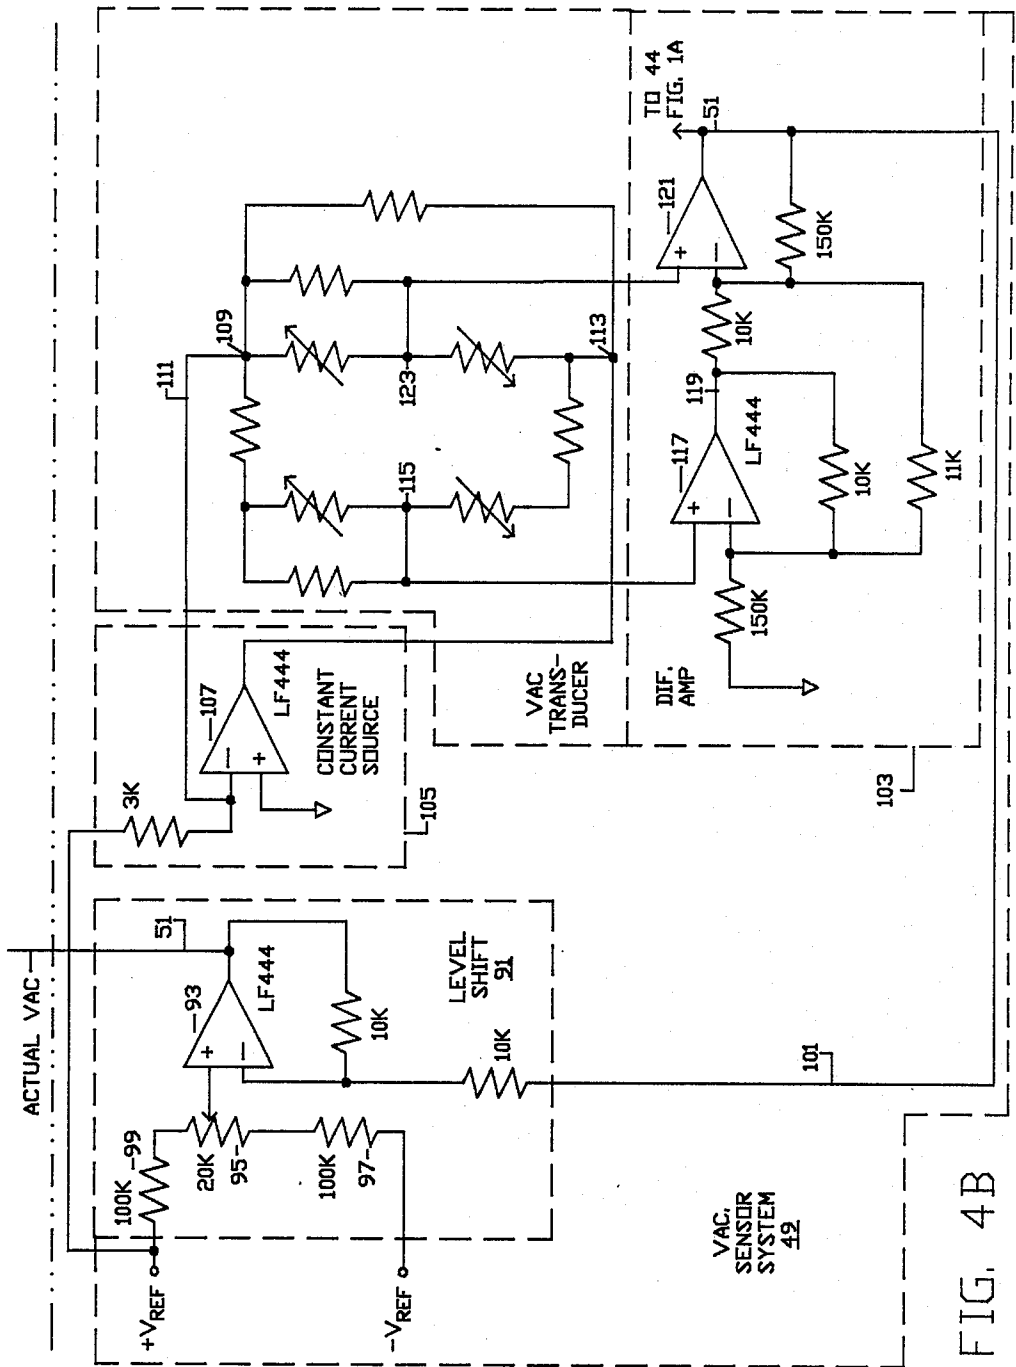 ACTUAL VAC
+VREF
-VREF
100K
99
20K
95
100K
97
+
−
93
LF444
51
10K
10K
LEVEL
SHIFT
91
101
VAC.
SENSOR
SYSTEM
49
3K
107
−
+
LF444
CONSTANT
CURRENT
SOURCE
105
111
109
115
123
113
VAC
TRANS-
DUCER
DIF.
AMP
103
150K
117
+
−
LF444
119
10K
11K
10K
121
+
−
150K
51
TO 44
FIG. 1A
FIG. 4B